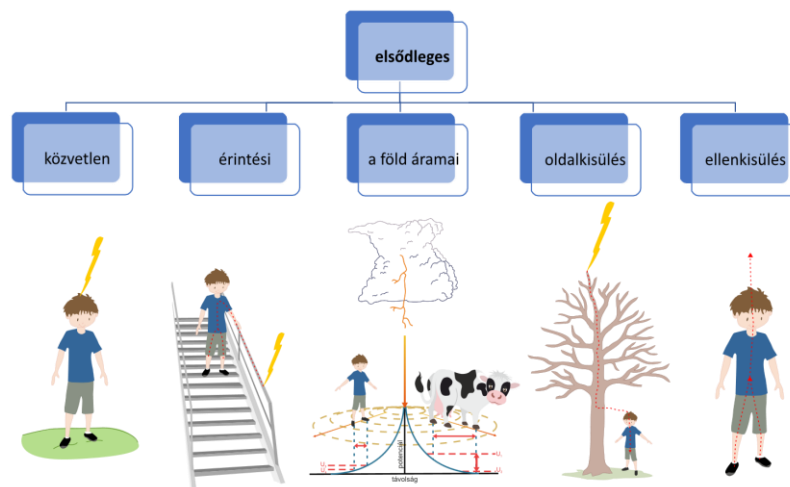 elsődleges
közvetlen
érintési
a föld áramai
oldalkisülés
ellenkisülés
potenciál
távolság